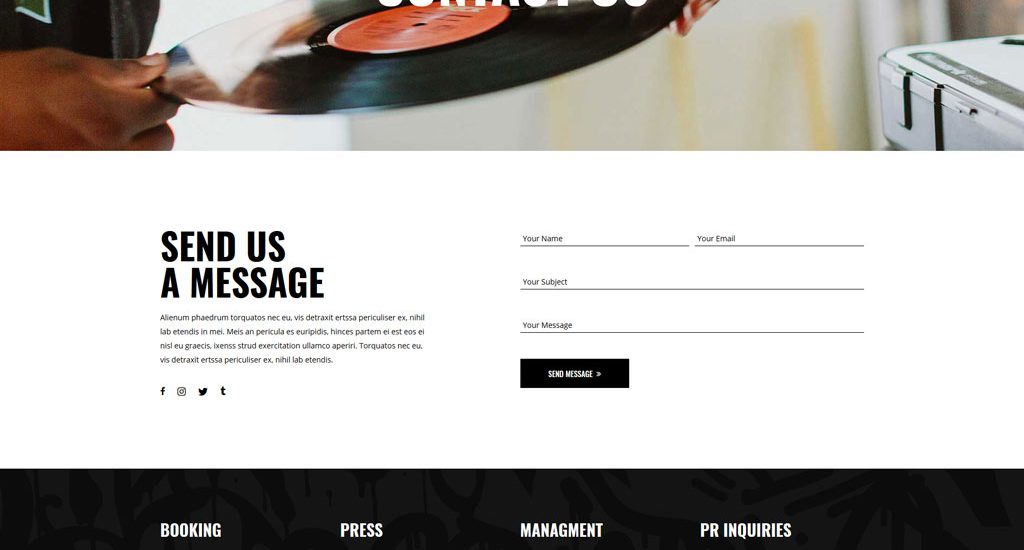 CONTACT US
SEND US
A MESSAGE
Alienum phaedrum torquatos nec eu, vis detraxit ertssa periculiser ex, nihil
lab etendis in mei. Meis an pericula es euripidis, hinces partem ei est eos ei
nisl eu graecis, ixenss strud exercitation ullamco aperiri. Torquatos nec eu,
vis detraxit ertssa periculiser ex, nihil lab etendis.
Your Name
Your Email
Your Subject
Your Message
SEND MESSAGE »
BOOKING
PRESS
MANAGMENT
PR INQUIRIES